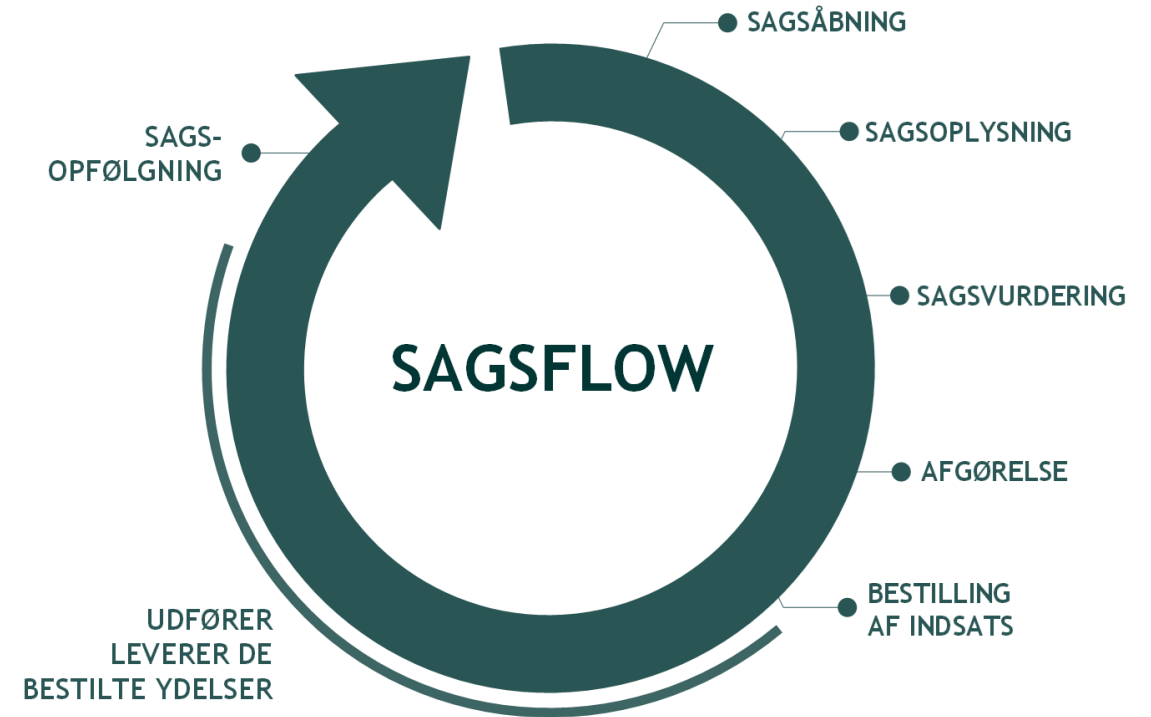 SAGSÅBNING
SAGSOPLYSNING
SAGSVURDERING
AFGØRELSE
BESTILLING
AF INDSATS
UDFØRER
LEVERER DE
BESTILTE YDELSER
SAGS-
OPFØLGNING
SAGSFLOW